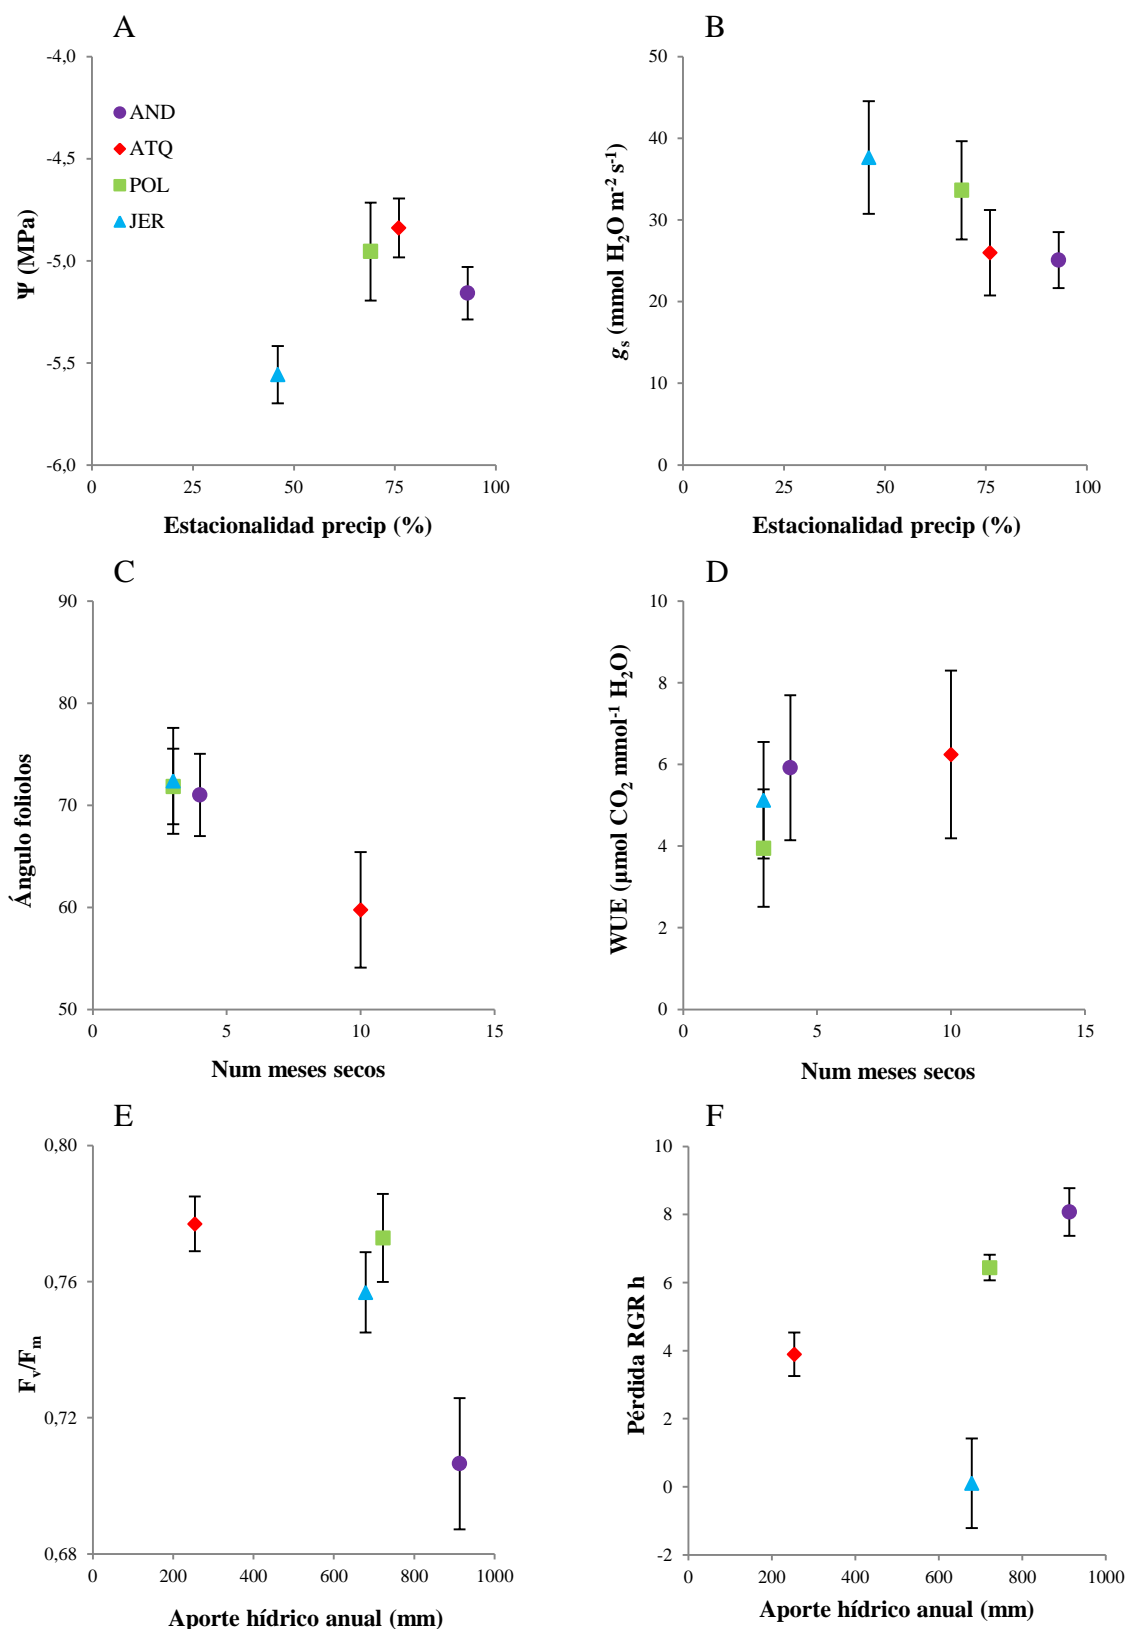 A
-4,0
-4,5
-5,0
-5,5
-6,0
Ψ (MPa)
AND
ATQ
POL
JER
0
25
50
75
100
Estacionalidad precip (%)
B
50
40
30
20
10
0
gs (mmol H2O m-2 s-1)
0
25
50
75
100
Estacionalidad precip (%)
C
90
80
70
60
50
Ángulo foliolos
0
5
10
15
Num meses secos
D
10
8
6
4
2
0
WUE (µmol CO2 mmol-1 H2O)
0
5
10
15
Num meses secos
E
0,80
0,76
0,72
0,68
Fv/Fm
0
200
400
600
800
1000
Aporte hídrico anual (mm)
F
10
8
6
4
2
0
-2
Pérdida RGR h
0
200
400
600
800
1000
Aporte hídrico anual (mm)